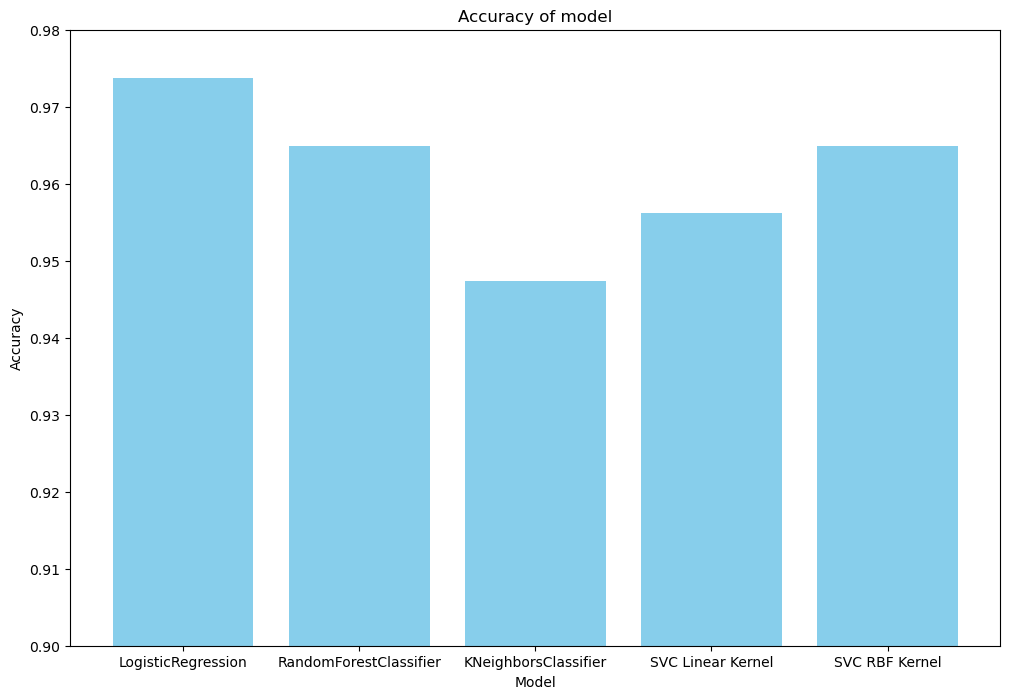 Accuracy of model
0.98
0.97
0.96
0.95
0.94
0.93
0.92
0.91
0.90
Accuracy
LogisticRegression RandomForestClassifier KNeighborsClassifier SVC Linear Kernel SVC RBF Kernel
Model